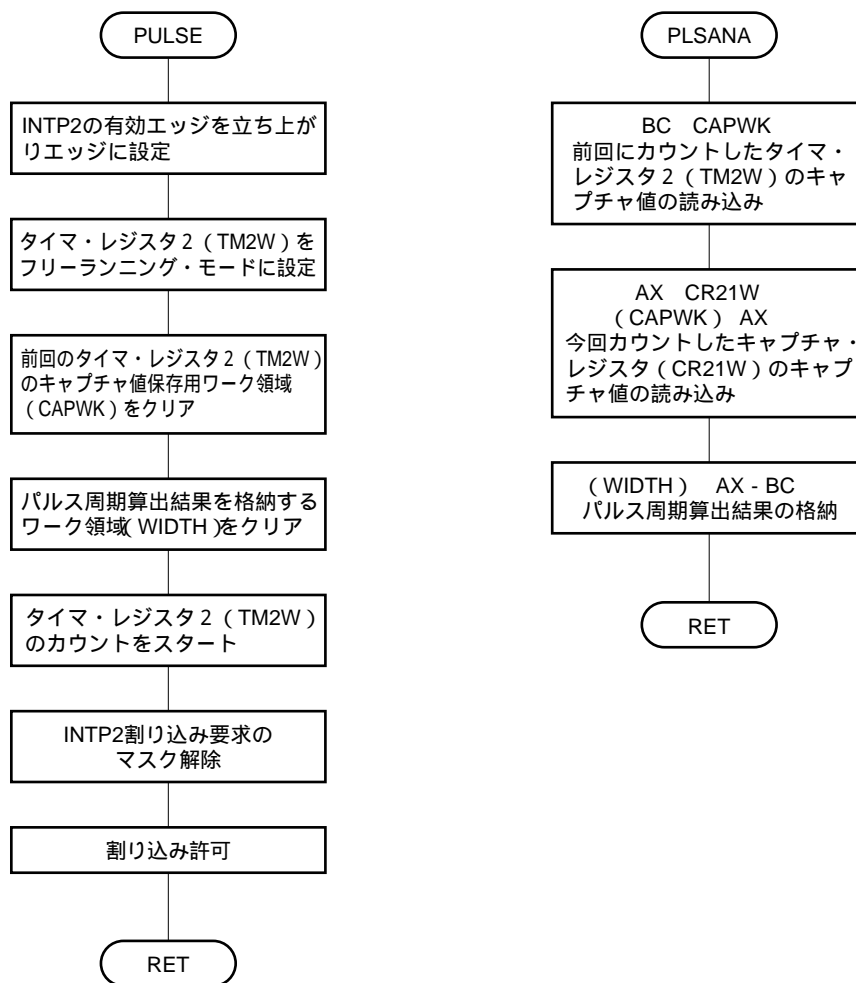 PULSE
INTP2の有効エッジを立ち上が
りエッジに設定
タイマ・レジスタ2（TM2W）を
フリーランニング・モードに設定
前回のタイマ・レジスタ2（TM2W）
のキャプチャ値保存用ワーク領域
（CAPWK）をクリア
パルス周期算出結果を格納する
ワーク領域（WIDTH）をクリア
タイマ・レジスタ2（TM2W）
のカウントをスタート
INTP2割り込み要求の
マスク解除
割り込み許可
RET
PLSANA
BC CAPWK
前回にカウントしたタイマ・
レジスタ2（TM2W）のキャ
プチャ値の読み込み
AX CR21W
（CAPWK） AX
今回カウントしたキャプチャ・
レジスタ（CR21W）のキャプ
チャ値の読み込み
（WIDTH） AX - BC
パルス周期算出結果の格納
RET